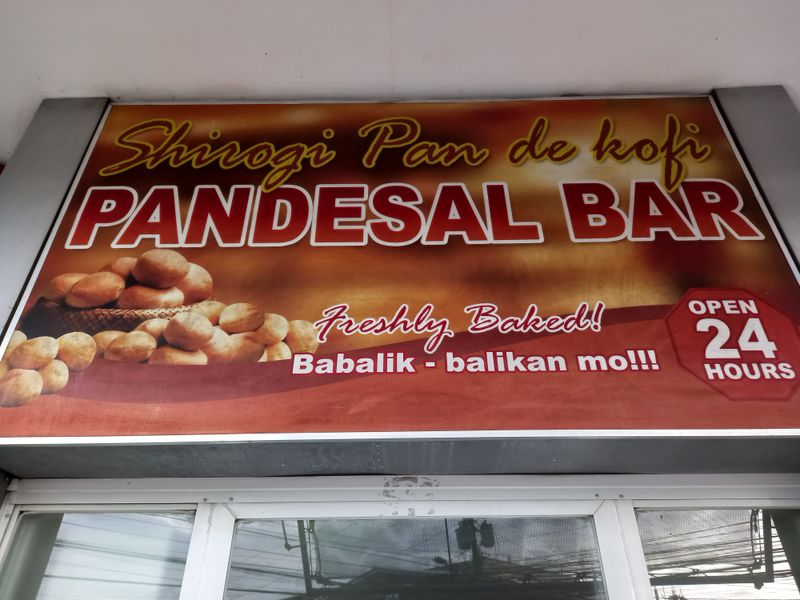 Shirogi Pan de kofi
PANDESAL BAR
Freshly Baked!
Babalik - balikan mo!!!
OPEN
24
HOURS